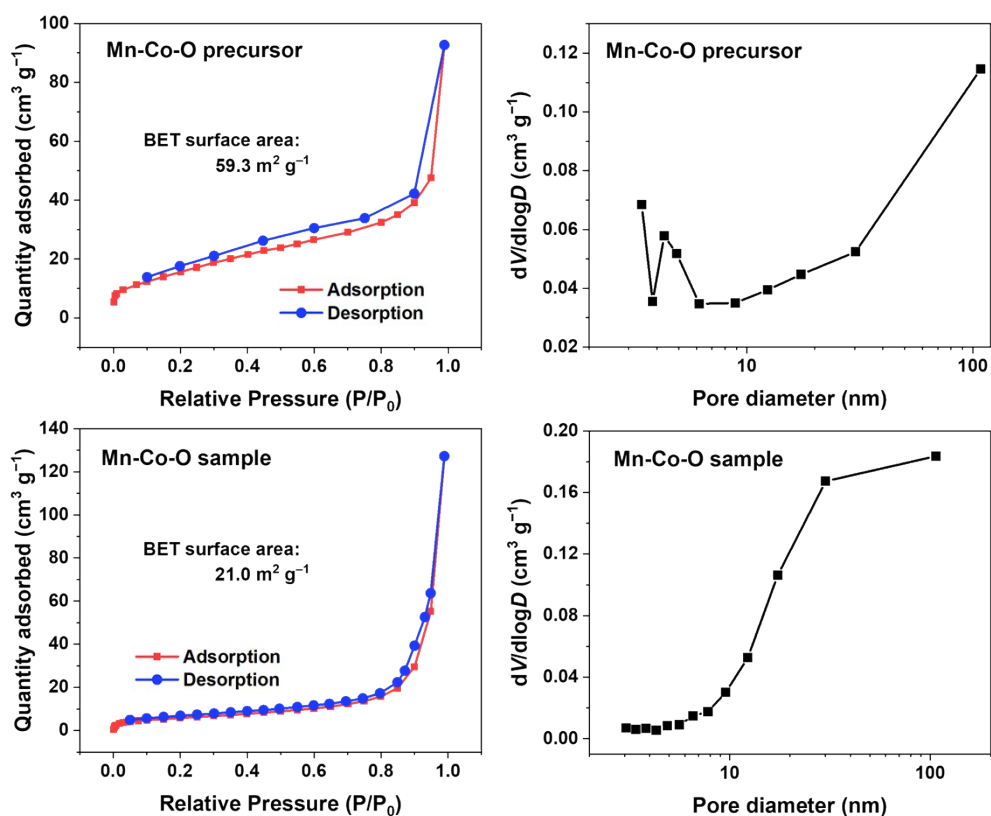 Mn-Co-O precursor
BET surface area:
59.3 m² g⁻¹
Adsorption
Desorption
Quantity adsorbed (cm³ g⁻¹)
100
80
60
40
20
0
0.0 0.2 0.4 0.6 0.8 1.0
Relative Pressure (P/P₀)
Mn-Co-O precursor
dV/dlogD (cm³ g⁻¹)
0.12
0.10
0.08
0.06
0.04
0.02
10 100
Pore diameter (nm)
Mn-Co-O sample
BET surface area:
21.0 m² g⁻¹
Adsorption
Desorption
Quantity adsorbed (cm³ g⁻¹)
140
120
100
80
60
40
20
0
0.0 0.2 0.4 0.6 0.8 1.0
Relative Pressure (P/P₀)
Mn-Co-O sample
dV/dlogD (cm³ g⁻¹)
0.20
0.16
0.12
0.08
0.04
0.00
10 100
Pore diameter (nm)